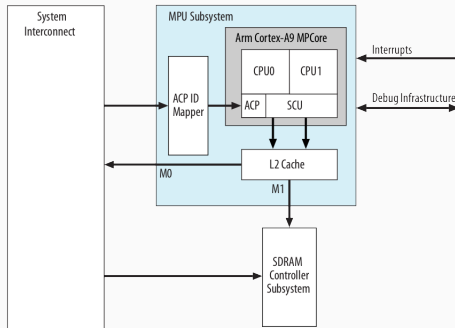 System
Interconnect
MPU Subsystem
Arm Cortex-A9 MPCore
CPU0
CPU1
ACP
SCU
ACP ID
Mapper
Interrupts
Debug Infrastructure
L2 Cache
M0
M1
SDRAM
Controller
Subsystem